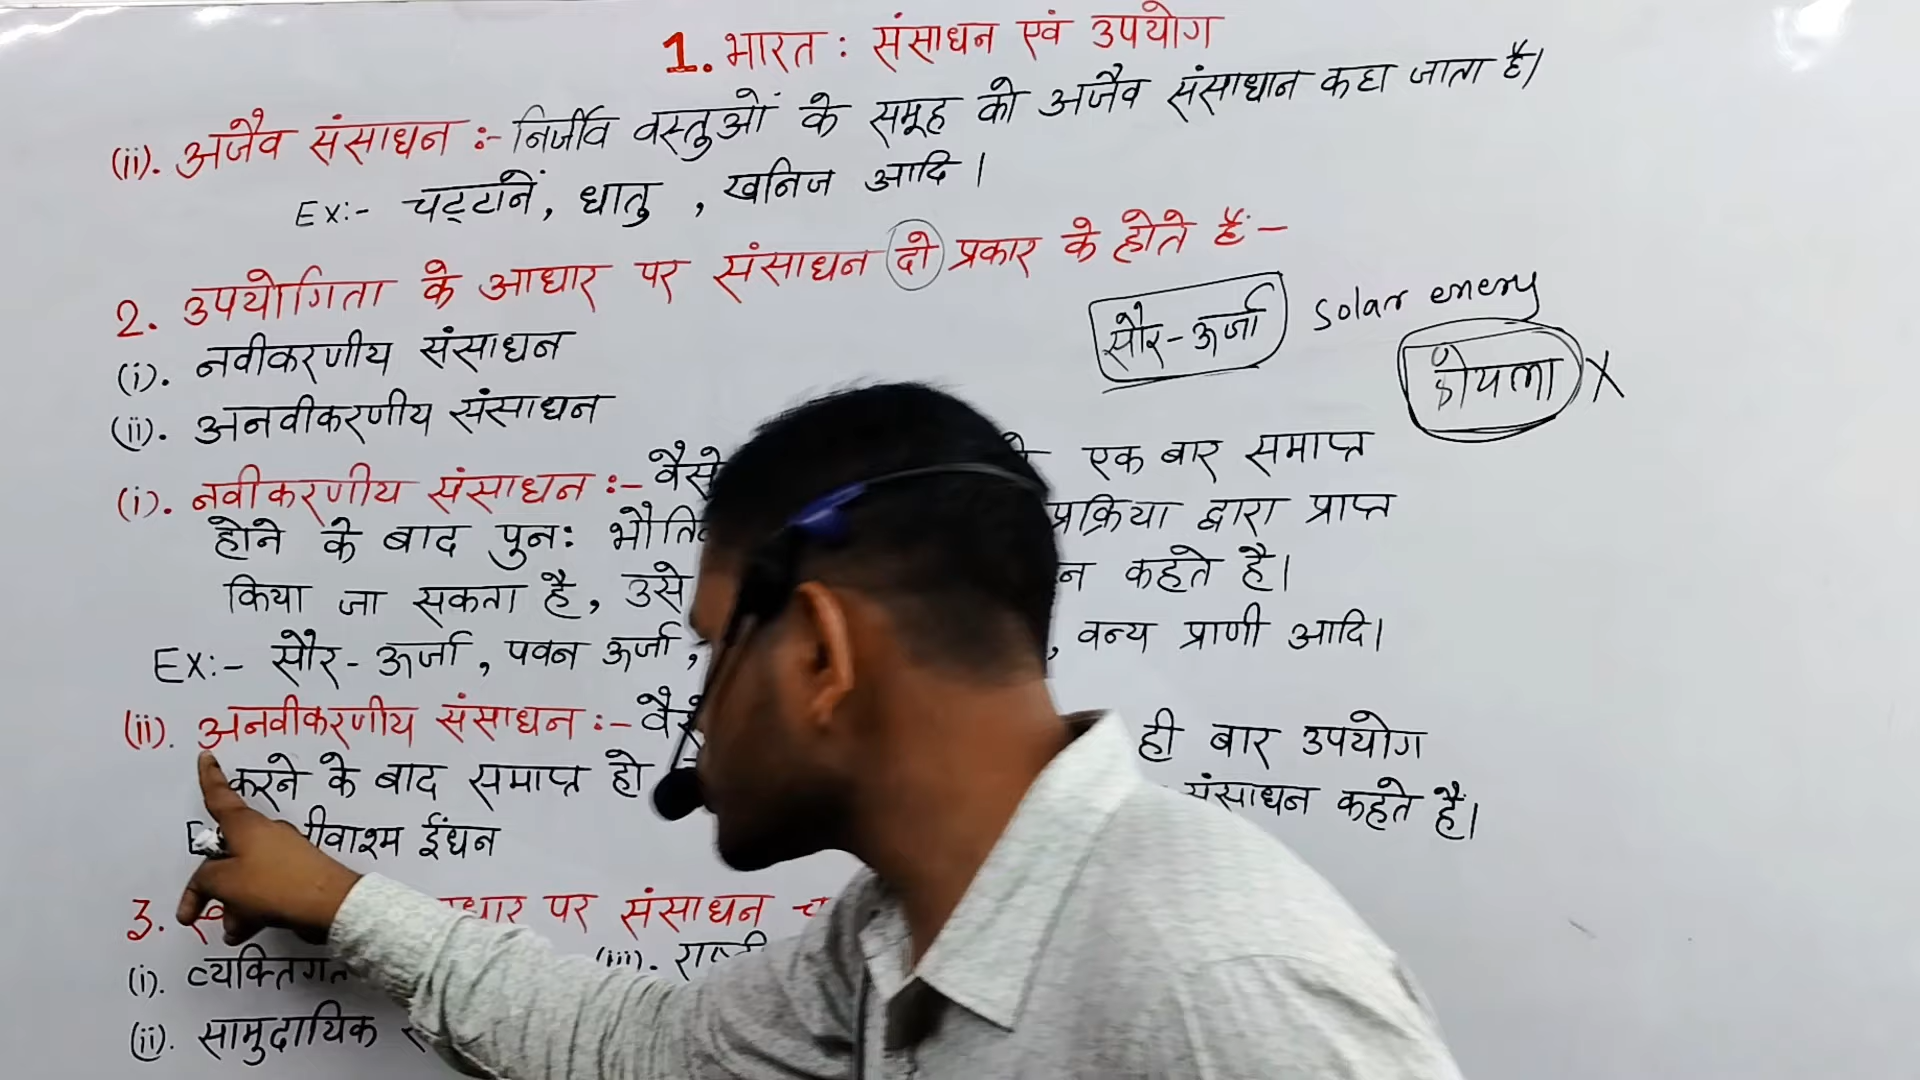 1. भारत : संसाधन एवं उपयोग
(ii). अजैव संसाधन :- निर्जीव वस्तुओं के समूह को अजैव संसाधान कहा जाता है।
Ex:- चट्टानें, धातु , खनिज आदि ।
2. उपयोगिता के आधार पर संसाधन दो प्रकार के होते हैं -
सौर-ऊर्जा solar
(i). नवीकरणीय संसाधन
कोयला X
(ii). अनवीकरणीय संसाधन
(i). नवीकरणीय संसाधन :- एक बार समाप्त
होने के बाद पुनः प्रक्रिया द्वारा प्राप्त
किया जा सकता है, उसे कहते है।
Ex:- सौर-ऊर्जा , पवन ऊर्जा, , वन्य प्राणी आदि।
(ii). अनवीकरणीय संसाधन :- ही बार उपयोग
करने के बाद समाप्त हो संसाधन कहते हैं।
ईंधन
3. पर संसाधन
(i). व्यक्तिगत (iii).
(ii). सामुदायिक